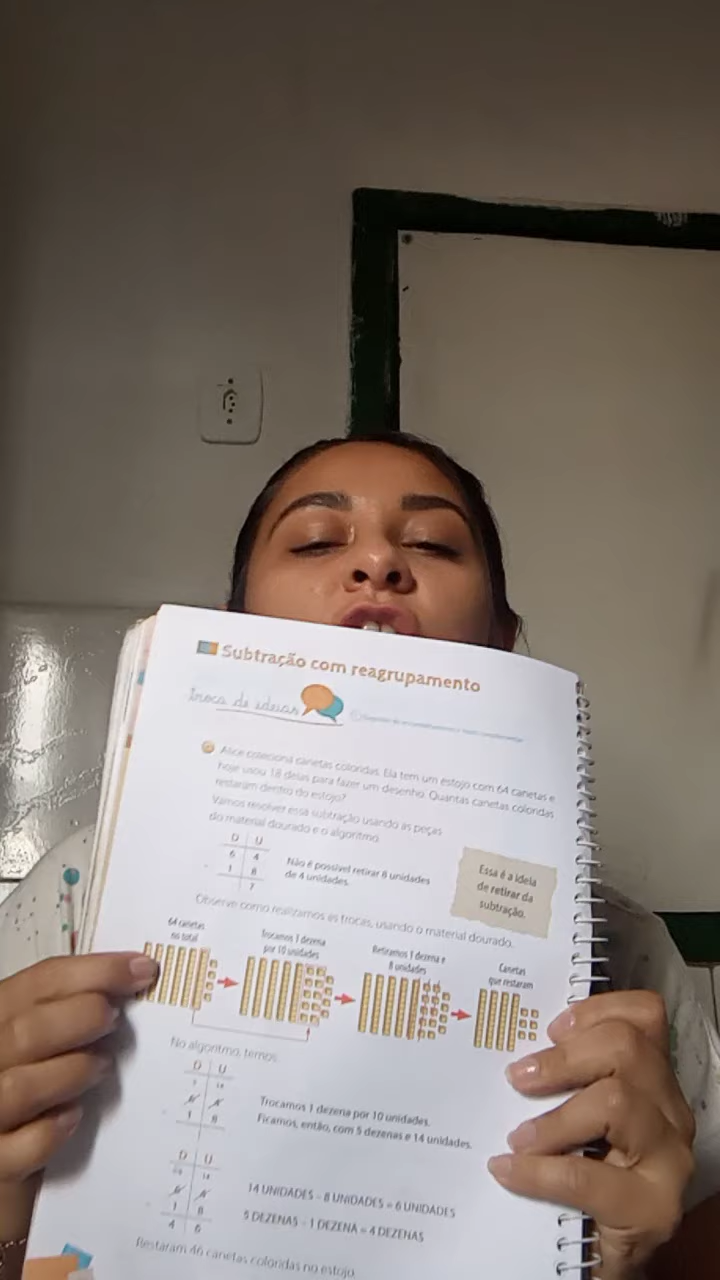 Subtração com reagrupamento
Troca de ideias
Alice coleciona canetas coloridas. Ela tem um estojo com 64 canetas e
hoje usou 18 delas para fazer um desenho. Quantas canetas coloridas
restaram dentro do estojo?
Vamos resolver essa subtração usando as peças
do material dourado e o algoritmo.
D U
6 4
- 1 8
?
Não é possível retirar 8 unidades
de 4 unidades.
Essa é a ideia
de retirar da
subtração.
Observe como realizamos as trocas, usando o material dourado.
64 canetas
no total
Trocamos 1 dezena
por 10 unidades
Retiramos 1 dezena e
8 unidades
Canetas
que restaram
No algoritmo, temos:
D U
14
1 8
Trocamos 1 dezena por 10 unidades.
Ficamos, então, com 5 dezenas e 14 unidades.
D U
14
1 8
4 6
14 UNIDADES - 8 UNIDADES = 6 UNIDADES
5 DEZENAS - 1 DEZENA = 4 DEZENAS
Restaram 46 canetas coloridas no estojo.